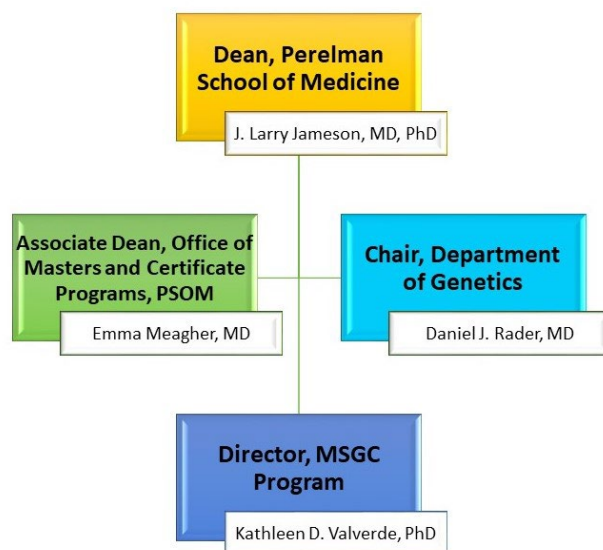 Dean, Perelman
School of Medicine
J. Larry Jameson, MD, PhD
Associate Dean, Office of
Masters and Certificate
Programs, PSOM
Emma Meagher, MD
Chair, Department
of Genetics
Daniel J. Rader, MD
Director, MSGC
Program
Kathleen D. Valverde, PhD